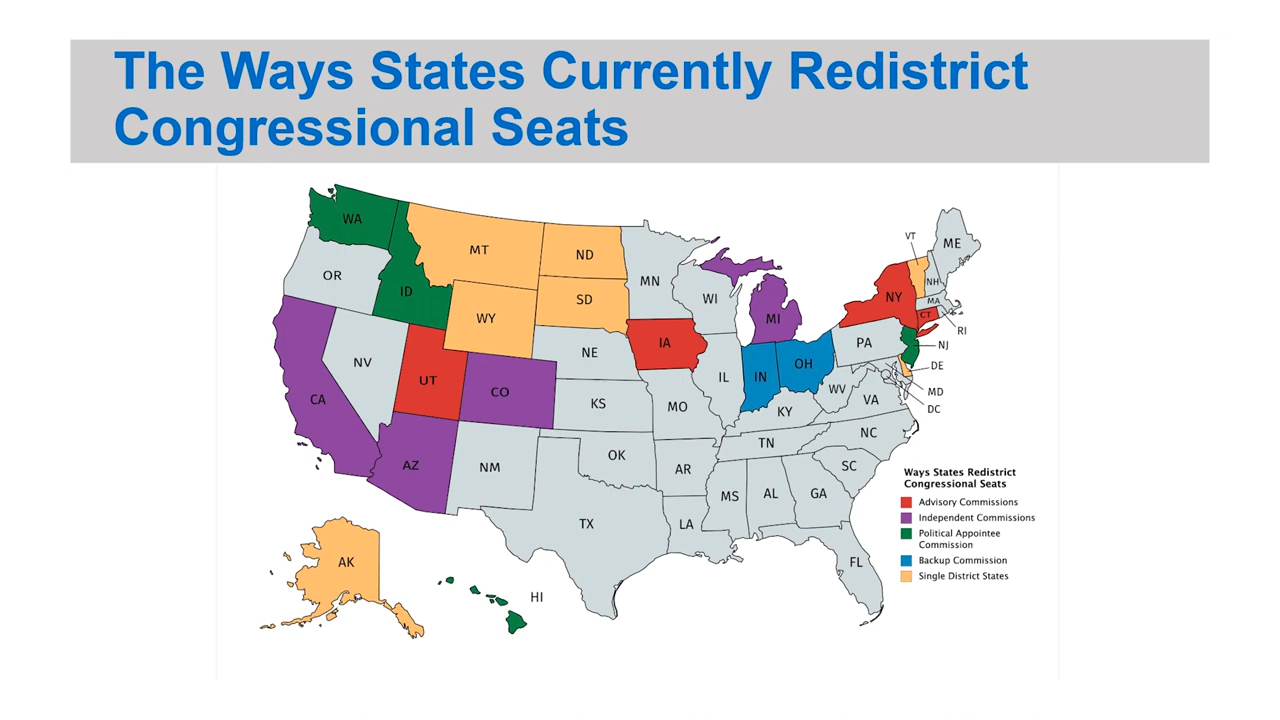 The Ways States Currently Redistrict
Congressional Seats
WA
MT
ND
MN
VT
ME
OR
ID
SD
WI
NH
MA
NY
CT
RI
WY
MI
IA
PA
NJ
NV
NE
DE
UT
CO
IL
IN
OH
MD
CA
KS
MO
WV
VA
DC
KY
AZ
NM
OK
TN
NC
AR
SC
MS
AL
GA
TX
LA
FL
AK
HI
Ways States Redistrict
Congressional Seats
Advisory Commissions
Independent Commissions
Political Appointee
Commission
Backup Commission
Single District States